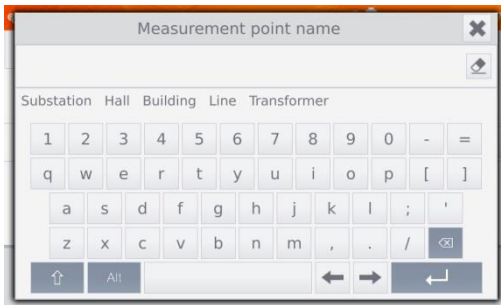 Measurement point name
Substation Hall Building Line Transformer
1 2 3 4 5 6 7 8 9 0 - =
q w e r t y u i o p [ ]
a s d f g h j k l ; '
z x c v b n m , . /
Alt